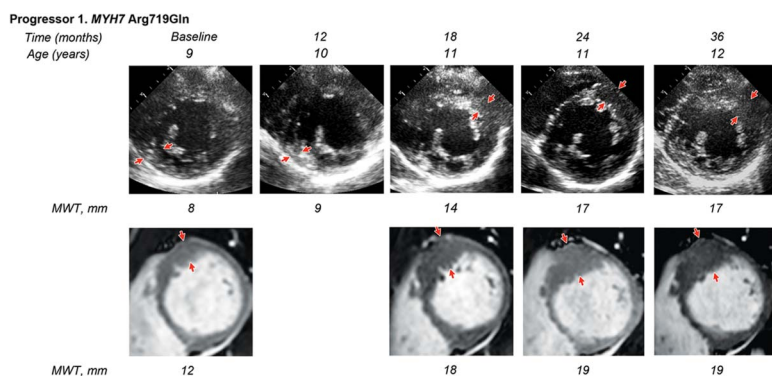 Progressor 1. MYH7 Arg719Gln
Time (months) Baseline 12 18 24 36
Age (years) 9 10 11 11 12
MWT, mm 8 9 14 17 17
MWT, mm 12 18 19 19